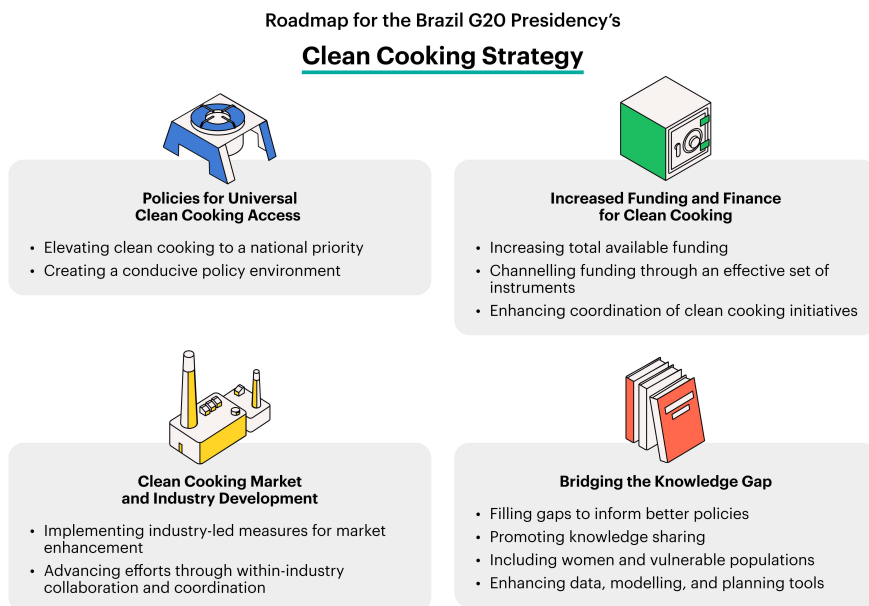 Roadmap for the Brazil G20 Presidency's
Clean Cooking Strategy
Policies for Universal
Clean Cooking Access
• Elevating clean cooking to a national priority
• Creating a conducive policy environment
Increased Funding and Finance
for Clean Cooking
• Increasing total available funding
• Channelling funding through an effective set of
instruments
• Enhancing coordination of clean cooking initiatives
Clean Cooking Market
and Industry Development
• Implementing industry-led measures for market
enhancement
• Advancing efforts through within-industry
collaboration and coordination
Bridging the Knowledge Gap
• Filling gaps to inform better policies
• Promoting knowledge sharing
• Including women and vulnerable populations
• Enhancing data, modelling, and planning tools